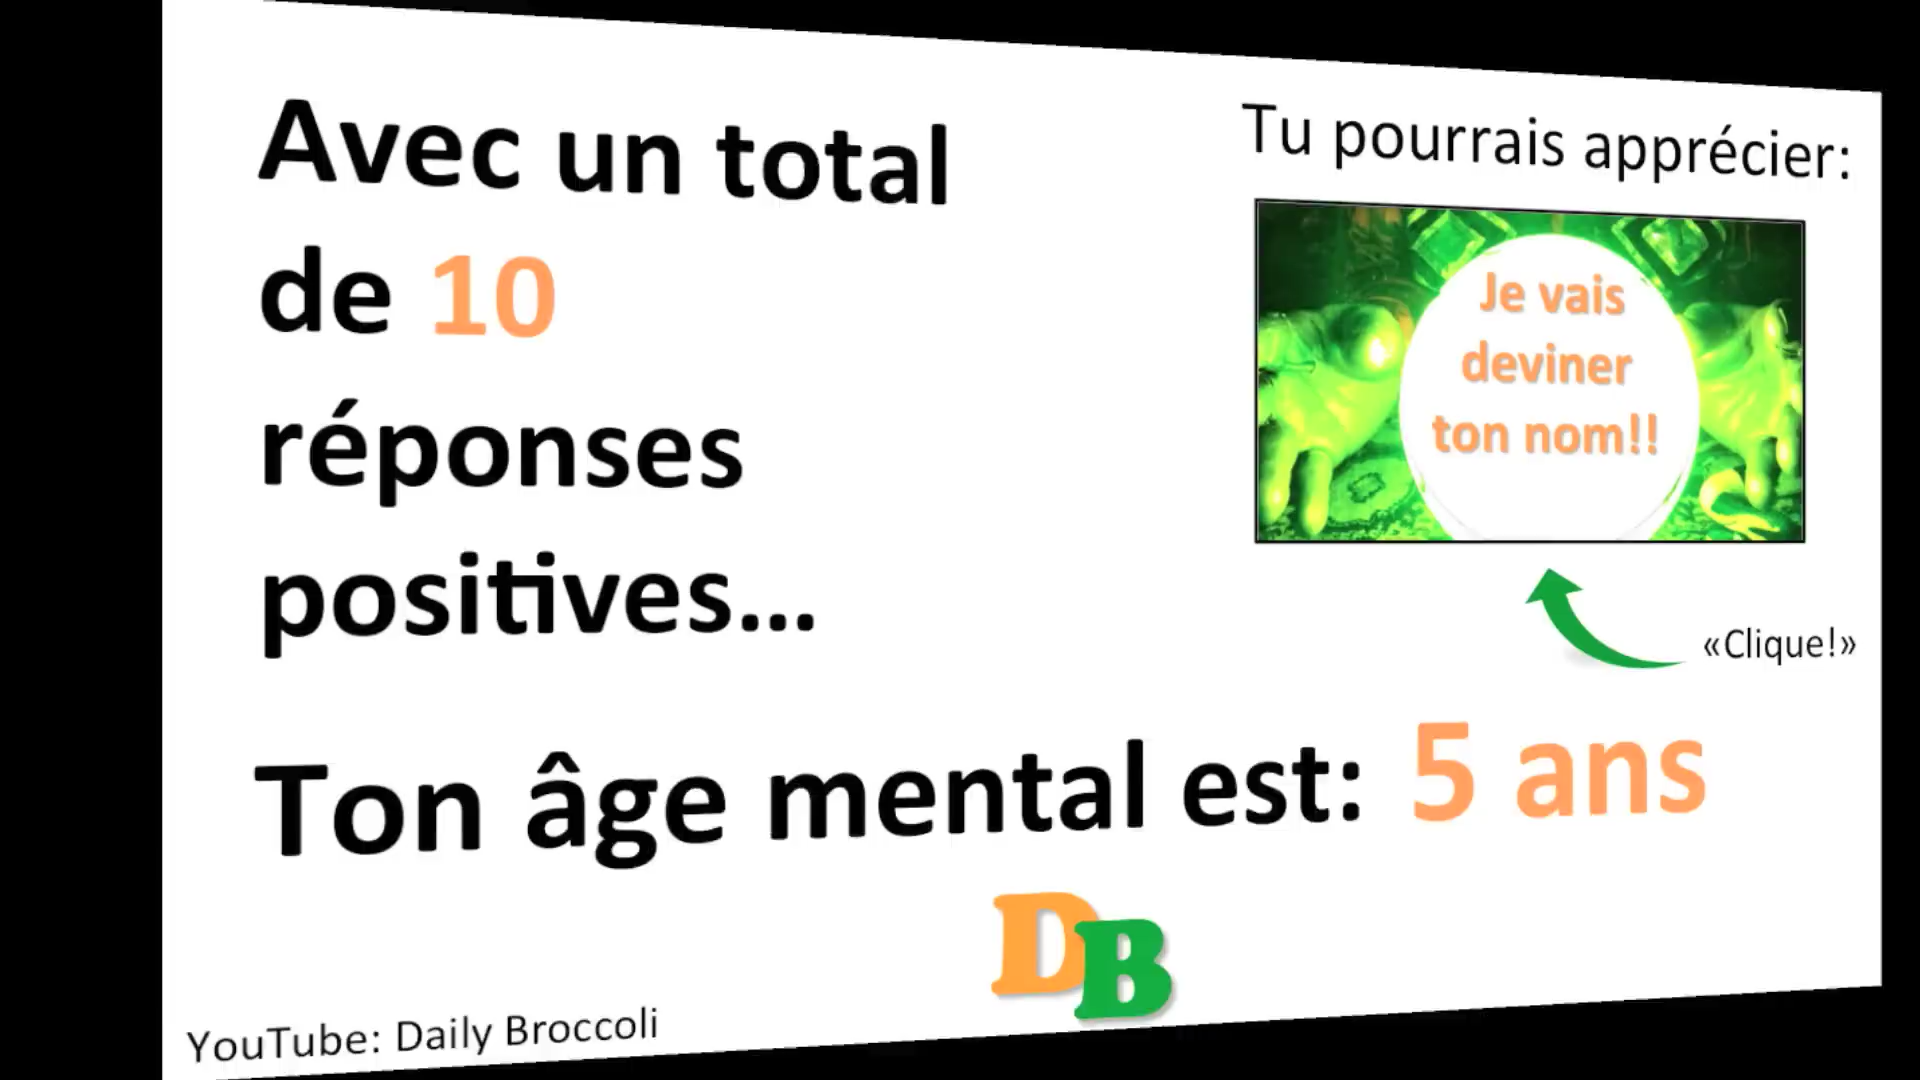 Avec un total
de 10
réponses
positives...
Tu pourrais apprécier:
Je vais
deviner
ton nom!!
«Clique!»
Ton âge mental est: 5 ans
DB
YouTube: Daily Broccoli